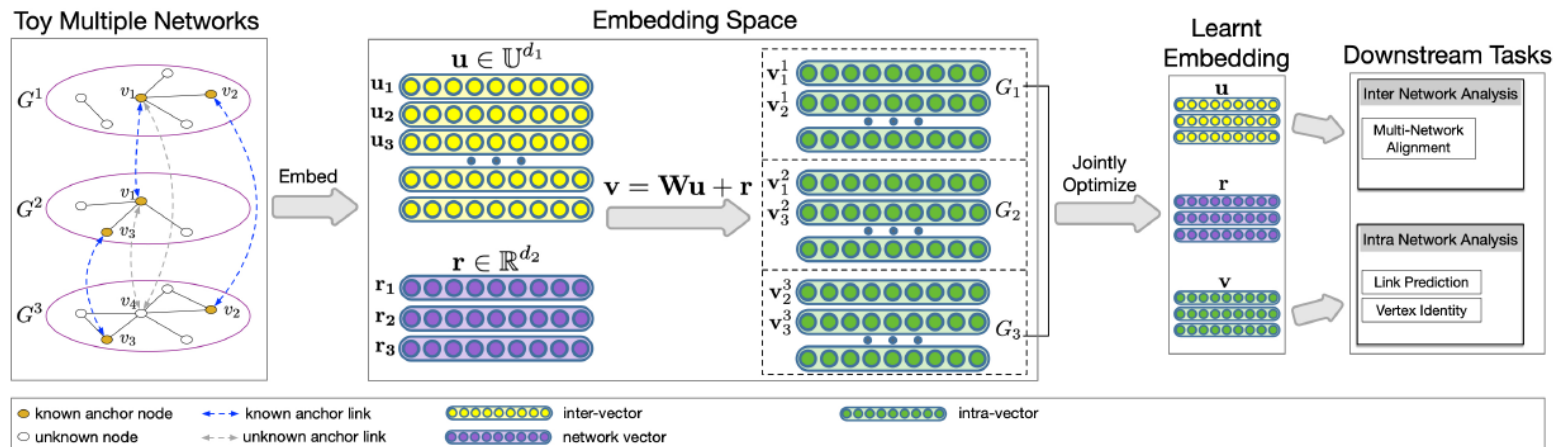 Toy Multiple Networks
G¹
v₁
v₂
G²
v₁
v₃
G³
v₄
v₂
v₃
Embed
Embedding Space
u ∈ 𝕌^{d₁}
u₁
u₂
u₃
r ∈ ℝ^{d₂}
r₁
r₂
r₃
v = Wu + r
v₁¹
v₂¹
G₁
v₁²
v₃²
G₂
v₂³
v₃³
G₃
Jointly
Optimize
Learnt
Embedding
u
r
v
Downstream Tasks
Inter Network Analysis
Multi-Network
Alignment
Intra Network Analysis
Link Prediction
Vertex Identity
known anchor node
known anchor link
inter-vector
intra-vector
unknown node
unknown anchor link
network vector